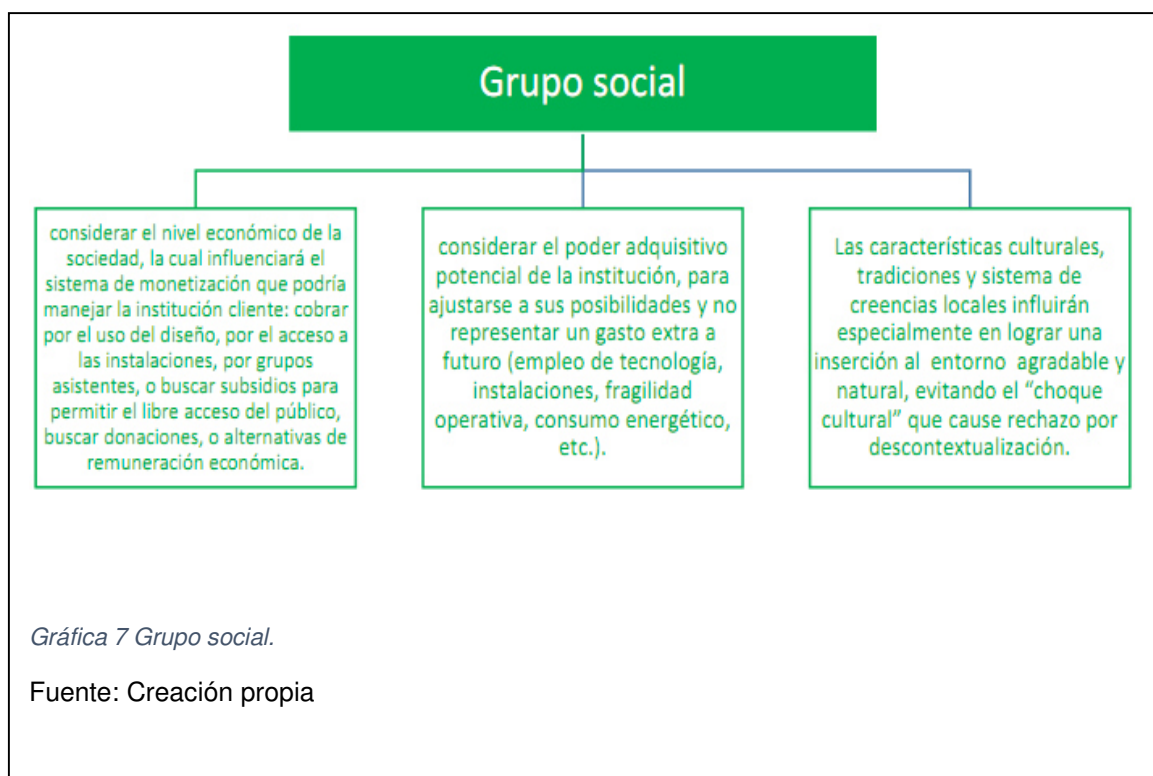 Grupo social
considerar el nivel económico de la
sociedad, la cual influenciará el
sistema de monetización que podría
manejar la institución cliente: cobrar
por el uso del diseño, por el acceso a
las instalaciones, por grupos
asistentes, o buscar subsidios para
permitir el libre acceso del público,
buscar donaciones, o alternativas de
remuneración económica.
considerar el poder adquisitivo
potencial de la institución, para
ajustarse a sus posibilidades y no
representar un gasto extra a
futuro (empleo de tecnología,
instalaciones, fragilidad
operativa, consumo energético,
etc.).
Las características culturales,
tradiciones y sistema de
creencias locales influirán
especialmente en lograr una
inserción al entorno agradable y
natural, evitando el “choque
cultural” que cause rechazo por
descontextualización.
Gráfica 7 Grupo social.
Fuente: Creación propia